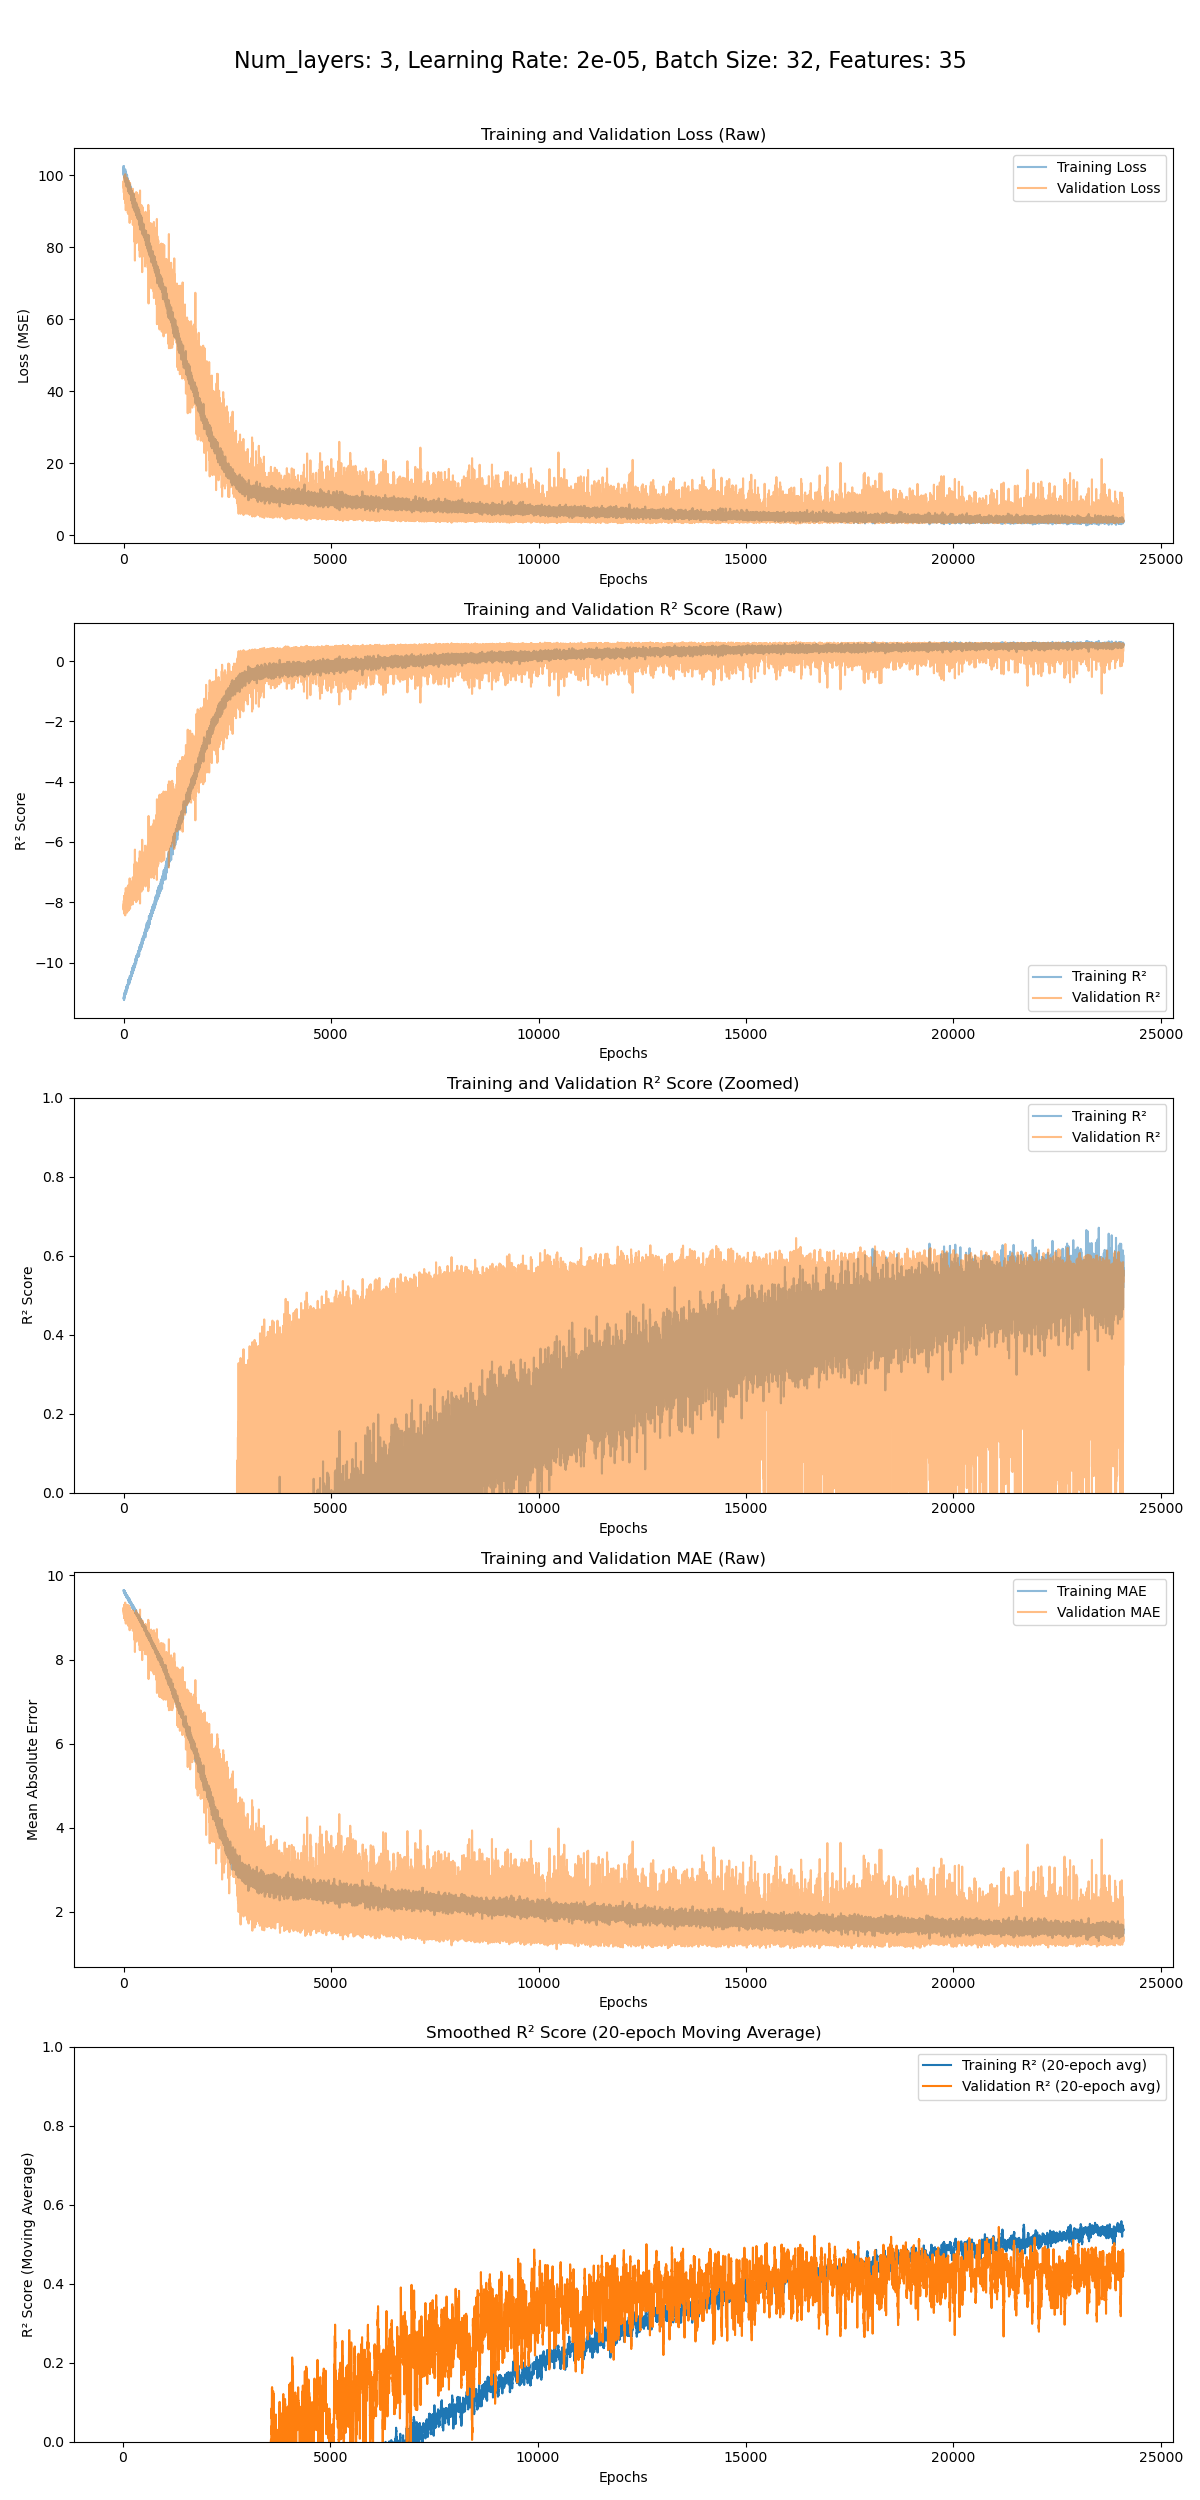 Num_layers: 3, Learning Rate: 2e-05, Batch Size: 32, Features: 35
Training and Validation Loss (Raw)
Training Loss
Validation Loss
Loss (MSE)
100
80
60
40
20
0
0 5000 10000 15000 20000 25000
Epochs
Training and Validation R² Score (Raw)
R² Score
0
−2
−4
−6
−8
−10
Training R²
Validation R²
0 5000 10000 15000 20000 25000
Epochs
Training and Validation R² Score (Zoomed)
Training R²
Validation R²
R² Score
1.0
0.8
0.6
0.4
0.2
0.0
0 5000 10000 15000 20000 25000
Epochs
Training and Validation MAE (Raw)
Training MAE
Validation MAE
Mean Absolute Error
10
8
6
4
2
0 5000 10000 15000 20000 25000
Epochs
Smoothed R² Score (20-epoch Moving Average)
Training R² (20-epoch avg)
Validation R² (20-epoch avg)
R² Score (Moving Average)
1.0
0.8
0.6
0.4
0.2
0.0
0 5000 10000 15000 20000 25000
Epochs